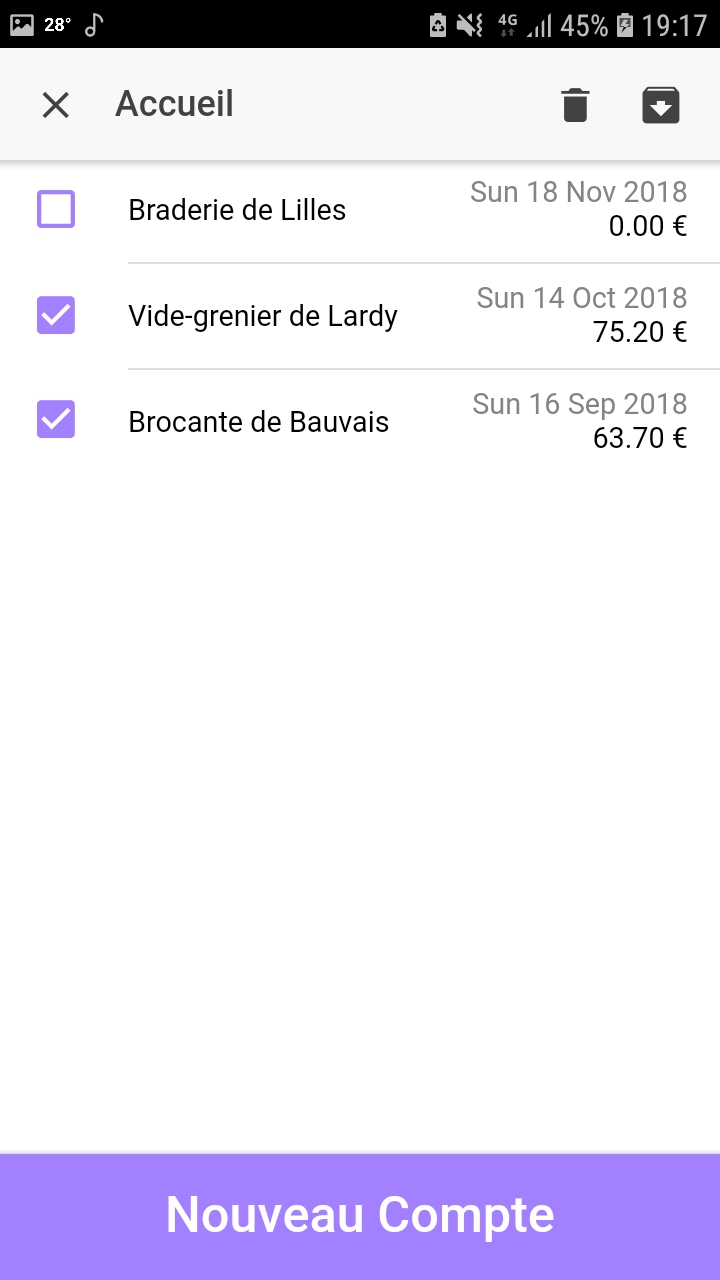 28° 4G 45% 19:17
Accueil
Braderie de Lilles
Sun 18 Nov 2018
0.00 €
Vide-grenier de Lardy
Sun 14 Oct 2018
75.20 €
Brocante de Bauvais
Sun 16 Sep 2018
63.70 €
Nouveau Compte